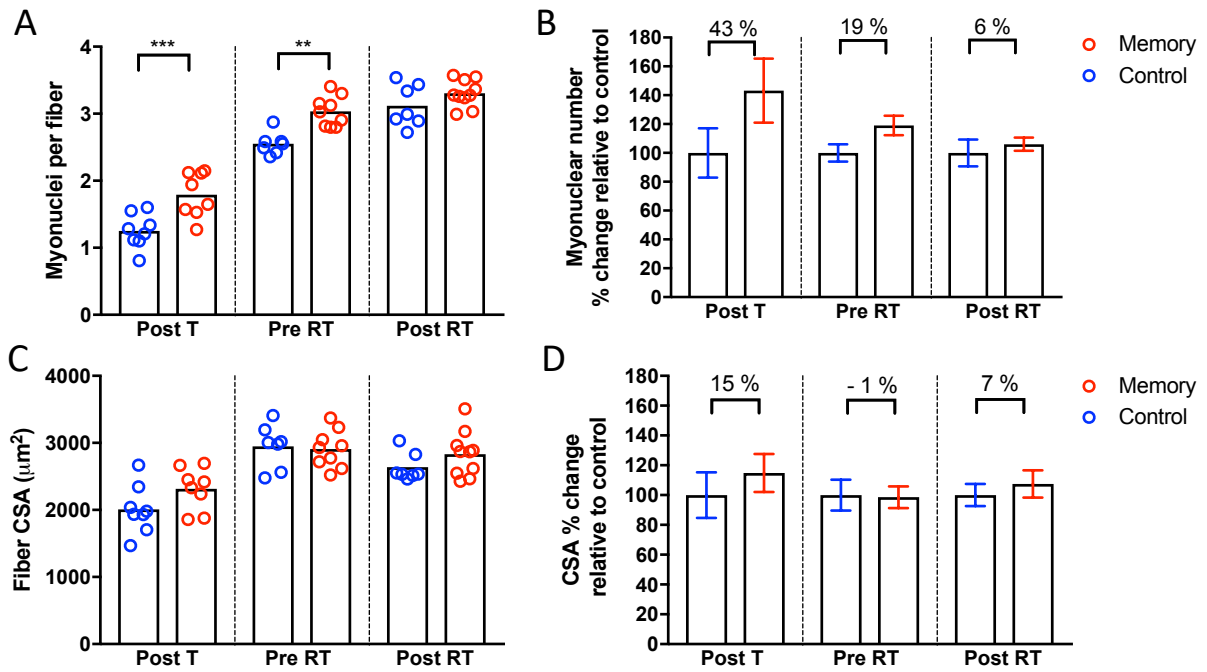 A
Myonuclei per fiber
4
3
2
1
0
***
**
Post T
Pre RT
Post RT
B
Myonuclear number
% change relative to control
180
160
140
120
100
80
60
40
20
0
43 %
19 %
6 %
Post T
Pre RT
Post RT
Memory
Control
C
Fiber CSA (μm²)
4000
3000
2000
1000
0
Post T
Pre RT
Post RT
D
CSA % change
relative to control
180
160
140
120
100
80
60
40
20
0
15 %
- 1 %
7 %
Post T
Pre RT
Post RT
Memory
Control